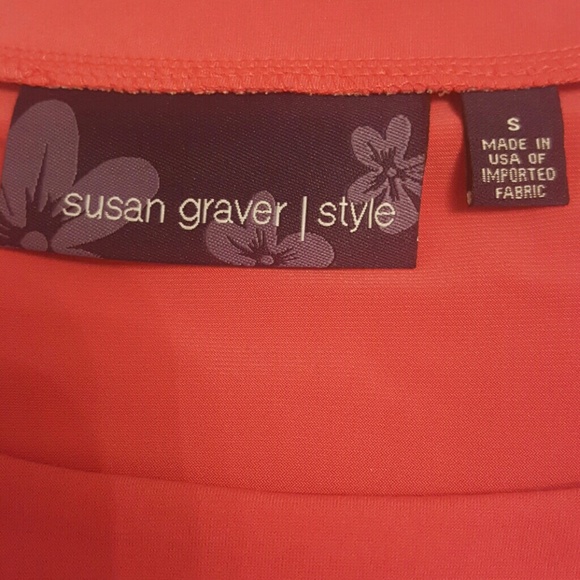 susan graver | style
S
MADE IN
USA OF
IMPORTED
FABRIC